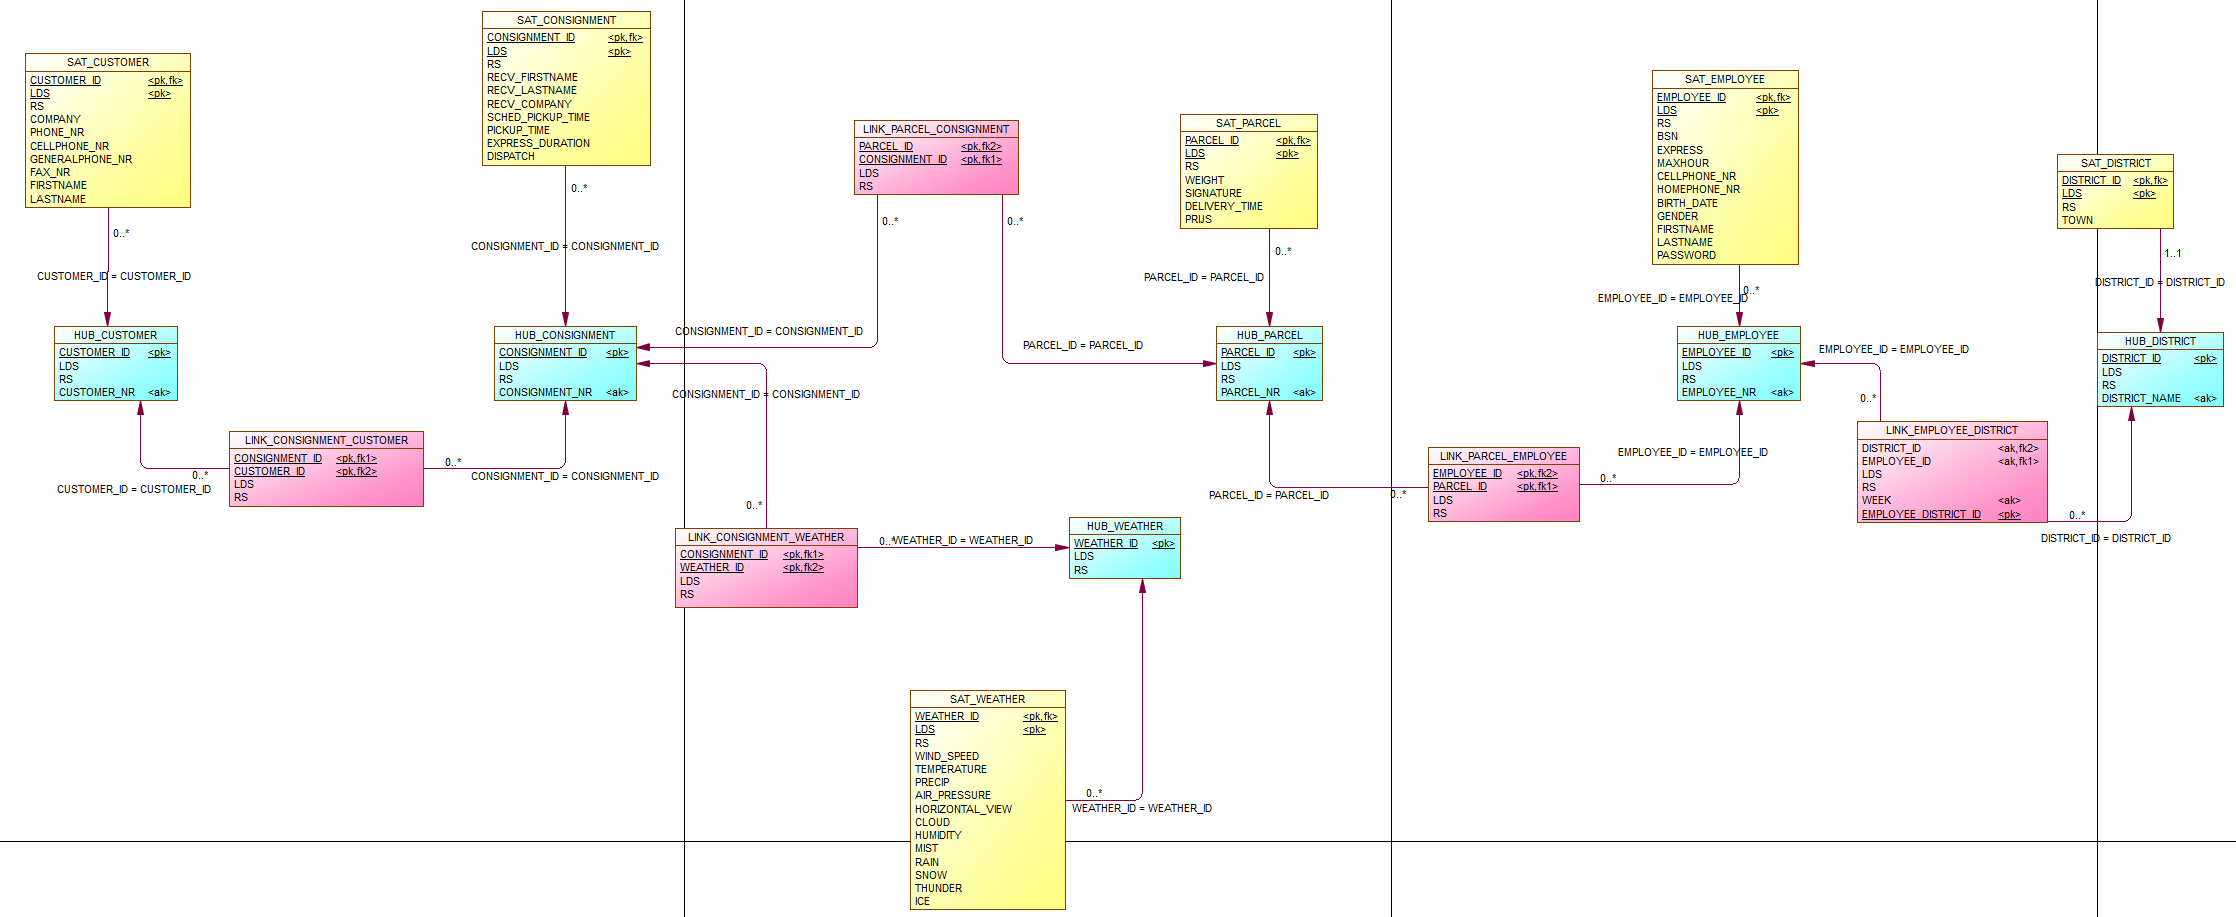 SAT_CUSTOMER
CUSTOMER_ID <pk,fk>
LDS <pk>
RS
COMPANY
PHONE_NR
CELLPHONE_NR
GENERALPHONE_NR
FAX_NR
FIRSTNAME
LASTNAME
0..*
CUSTOMER_ID = CUSTOMER_ID
HUB_CUSTOMER
CUSTOMER_ID <pk>
LDS
RS
CUSTOMER_NR <ak>
0..*
CUSTOMER_ID = CUSTOMER_ID
LINK_CONSIGNMENT_CUSTOMER
CONSIGNMENT_ID <pk,fk1>
CUSTOMER_ID <pk,fk2>
LDS
RS
0..*
CONSIGNMENT_ID = CONSIGNMENT_ID
SAT_CONSIGNMENT
CONSIGNMENT_ID <pk,fk>
LDS <pk>
RS
RECV_FIRSTNAME
RECV_LASTNAME
RECV_COMPANY
SCHED_PICKUP_TIME
PICKUP_TIME
EXPRESS_DURATION
DISPATCH
0..*
CONSIGNMENT_ID = CONSIGNMENT_ID
HUB_CONSIGNMENT
CONSIGNMENT_ID <pk>
LDS
RS
CONSIGNMENT_NR <ak>
LINK_PARCEL_CONSIGNMENT
PARCEL_ID <pk,fk2>
CONSIGNMENT_ID <pk,fk1>
LDS
RS
0..*
0..*
CONSIGNMENT_ID = CONSIGNMENT_ID
PARCEL_ID = PARCEL_ID
CONSIGNMENT_ID = CONSIGNMENT_ID
0..*
LINK_CONSIGNMENT_WEATHER
CONSIGNMENT_ID <pk,fk1>
WEATHER_ID <pk,fk2>
LDS
RS
0..*
WEATHER_ID = WEATHER_ID
HUB_WEATHER
WEATHER_ID <pk>
LDS
RS
SAT_WEATHER
WEATHER_ID <pk,fk>
LDS <pk>
RS
WIND_SPEED
TEMPERATURE
PRECIP
AIR_PRESSURE
HORIZONTAL_VIEW
CLOUD
HUMIDITY
MIST
RAIN
SNOW
THUNDER
ICE
0..*
WEATHER_ID = WEATHER_ID
SAT_PARCEL
PARCEL_ID <pk,fk>
LDS <pk>
RS
WEIGHT
SIGNATURE
DELIVERY_TIME
PRIJS
0..*
PARCEL_ID = PARCEL_ID
HUB_PARCEL
PARCEL_ID <pk>
LDS
RS
PARCEL_NR <ak>
PARCEL_ID = PARCEL_ID
0..*
LINK_PARCEL_EMPLOYEE
EMPLOYEE_ID <pk,fk2>
PARCEL_ID <pk,fk1>
LDS
RS
0..*
EMPLOYEE_ID = EMPLOYEE_ID
SAT_EMPLOYEE
EMPLOYEE_ID <pk,fk>
LDS <pk>
RS
BSN
EXPRESS
MAXHOUR
CELLPHONE_NR
HOMEPHONE_NR
BIRTH_DATE
GENDER
FIRSTNAME
LASTNAME
PASSWORD
0..*
EMPLOYEE_ID = EMPLOYEE_ID
HUB_EMPLOYEE
EMPLOYEE_ID <pk>
LDS
RS
EMPLOYEE_NR <ak>
EMPLOYEE_ID = EMPLOYEE_ID
0..*
LINK_EMPLOYEE_DISTRICT
DISTRICT_ID <ak,fk2>
EMPLOYEE_ID <ak,fk1>
LDS
RS
WEEK <ak>
EMPLOYEE_DISTRICT_ID <pk>
0..*
DISTRICT_ID = DISTRICT_ID
SAT_DISTRICT
DISTRICT_ID <pk,fk>
LDS <pk>
RS
TOWN
1..1
DISTRICT_ID = DISTRICT_ID
HUB_DISTRICT
DISTRICT_ID <pk>
LDS
RS
DISTRICT_NAME <ak>